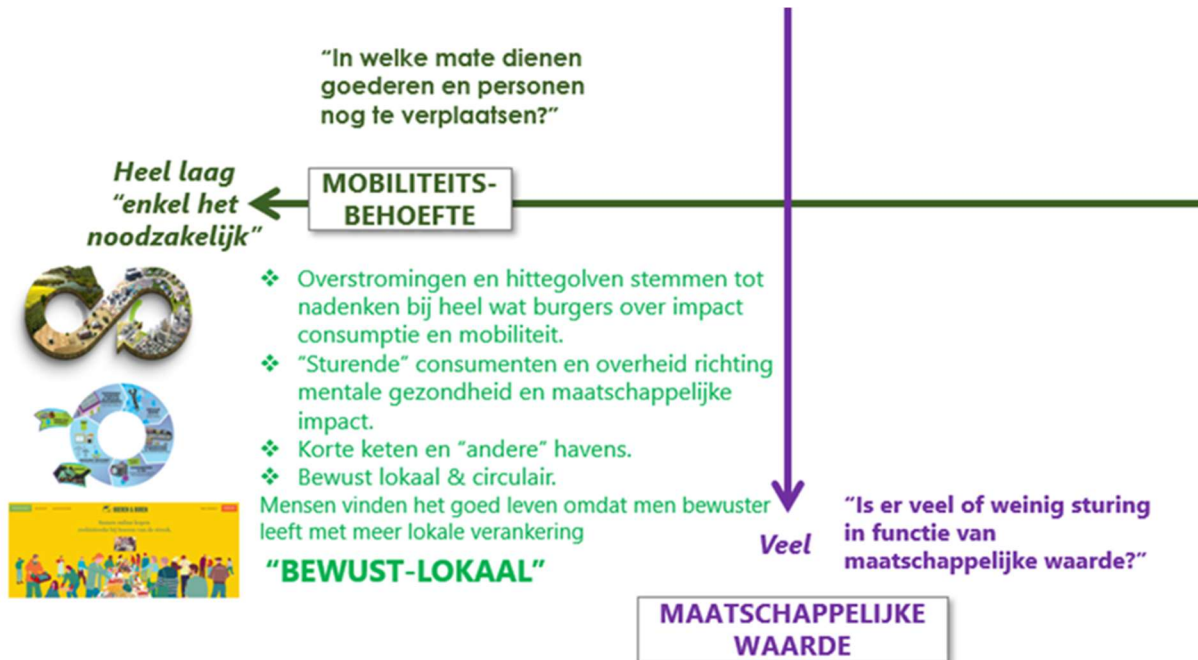 “In welke mate dienen
goederen en personen
nog te verplaatsen?”
Heel laag
“enkel het
noodzakelijk”
MOBILITEITS-
BEHOEFTE
❖ Overstromingen en hittegolven stemmen tot
nadenken bij heel wat burgers over impact
consumptie en mobiliteit.
❖ “Sturende” consumenten en overheid richting
mentale gezondheid en maatschappelijke
impact.
❖ Korte keten en “andere” havens.
❖ Bewust lokaal & circulair.
Mensen vinden het goed leven omdat men bewuster
leeft met meer lokale verankering
“BEWUST-LOKAAL”
Veel
“Is er veel of weinig sturing
in functie van
maatschappelijke waarde?”
MAATSCHAPPELIJKE
WAARDE